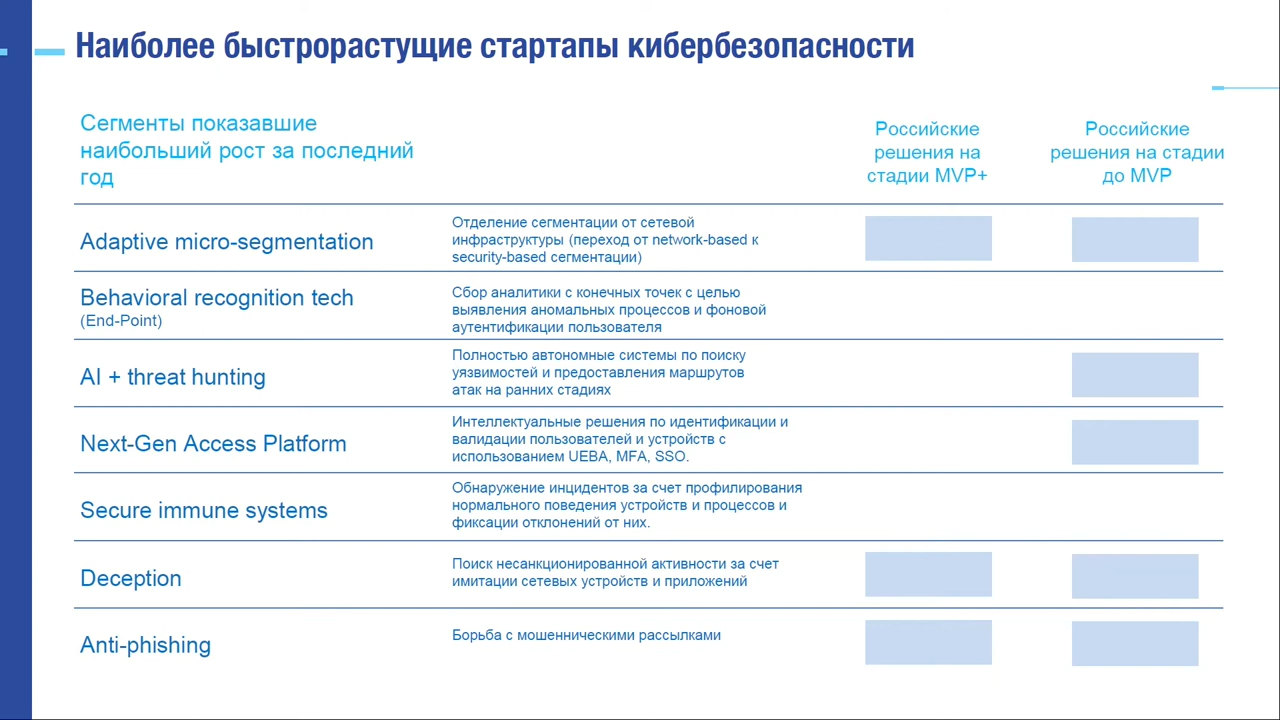 Наиболее быстрорастущие стартапы кибербезопасности
Сегменты показавшие
наибольший рост за последний
год
Российские
решения на
стадии MVP+
Российские
решения на стадии
до MVP
Adaptive micro-segmentation
Отделение сегментации от сетевой
инфраструктуры (переход от network-based к
security-based сегментации)
Behavioral recognition tech
(End-Point)
Сбор аналитики с конечных точек с целью
выявления аномальных процессов и фоновой
аутентификации пользователя
AI + threat hunting
Полностью автономные системы по поиску
уязвимостей и предоставления маршрутов
атак на ранних стадиях
Next-Gen Access Platform
Интеллектуальные решения по идентификации и
валидации пользователей и устройств с
использованием UEBA, MFA, SSO.
Secure immune systems
Обнаружение инцидентов за счет профилирования
нормального поведения устройств и процессов и
фиксации отклонений от них.
Deception
Поиск несанкционированной активности за счет
имитации сетевых устройств и приложений
Anti-phishing
Борьба с мошенническими рассылками